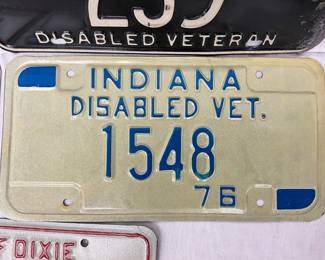 DISABLED VETERAN
INDIANA
DISABLED VET.
1548
76
DIXIE